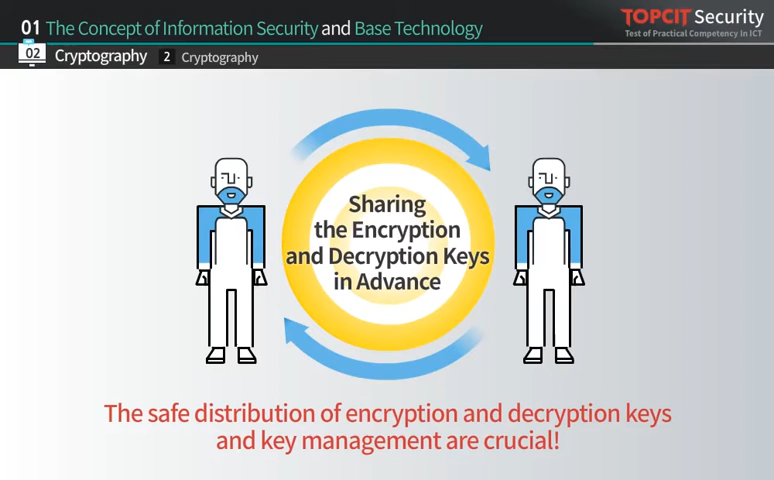 01 The Concept of Information Security and Base Technology
TOPCIT Security
Test of Practical Competency In ICT
02 Cryptography 2 Cryptography
Sharing
the Encryption
and Decryption Keys
in Advance
The safe distribution of encryption and decryption keys
and key management are crucial!